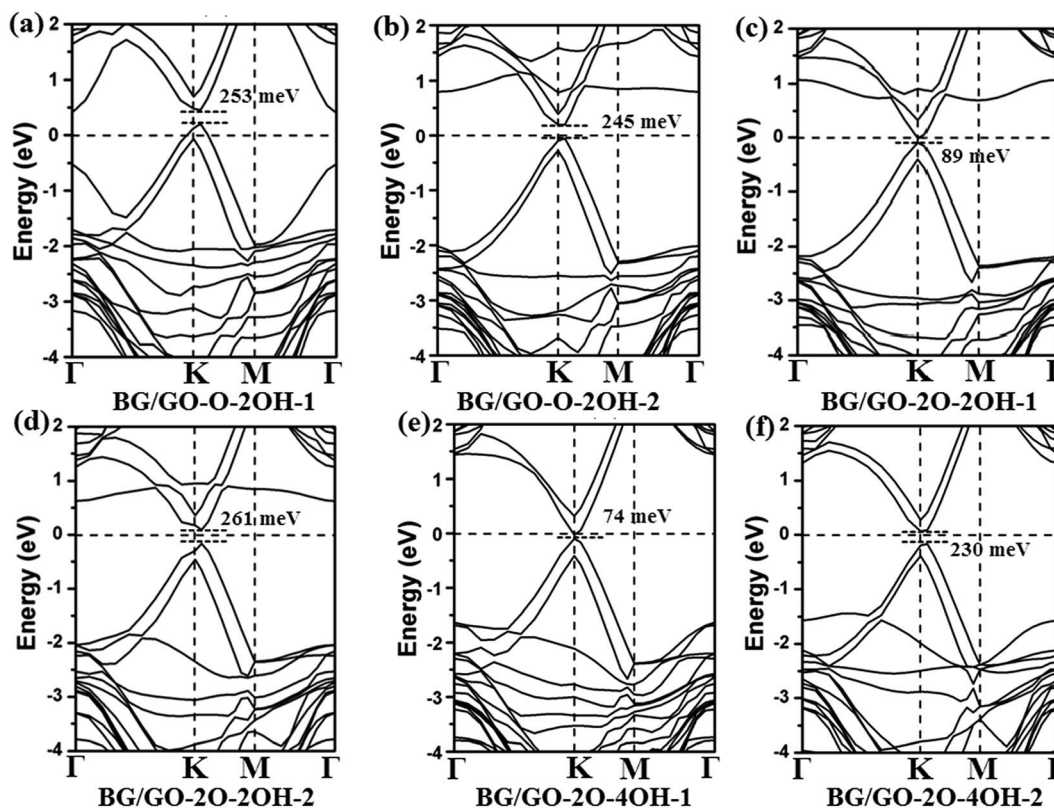 (a)
2
1
0
-1
-2
-3
-4
Energy (eV)
253 meV
Γ K M Γ
BG/GO-O-2OH-1
(b)
2
1
0
-1
-2
-3
-4
Energy (eV)
245 meV
Γ K M Γ
BG/GO-O-2OH-2
(c)
2
1
0
-1
-2
-3
-4
Energy (eV)
89 meV
Γ K M Γ
BG/GO-2O-2OH-1
(d)
2
1
0
-1
-2
-3
-4
Energy (eV)
261 meV
Γ K M Γ
BG/GO-2O-2OH-2
(e)
2
1
0
-1
-2
-3
-4
Energy (eV)
74 meV
Γ K M Γ
BG/GO-2O-4OH-1
(f)
2
1
0
-1
-2
-3
-4
Energy (eV)
230 meV
Γ K M Γ
BG/GO-2O-4OH-2